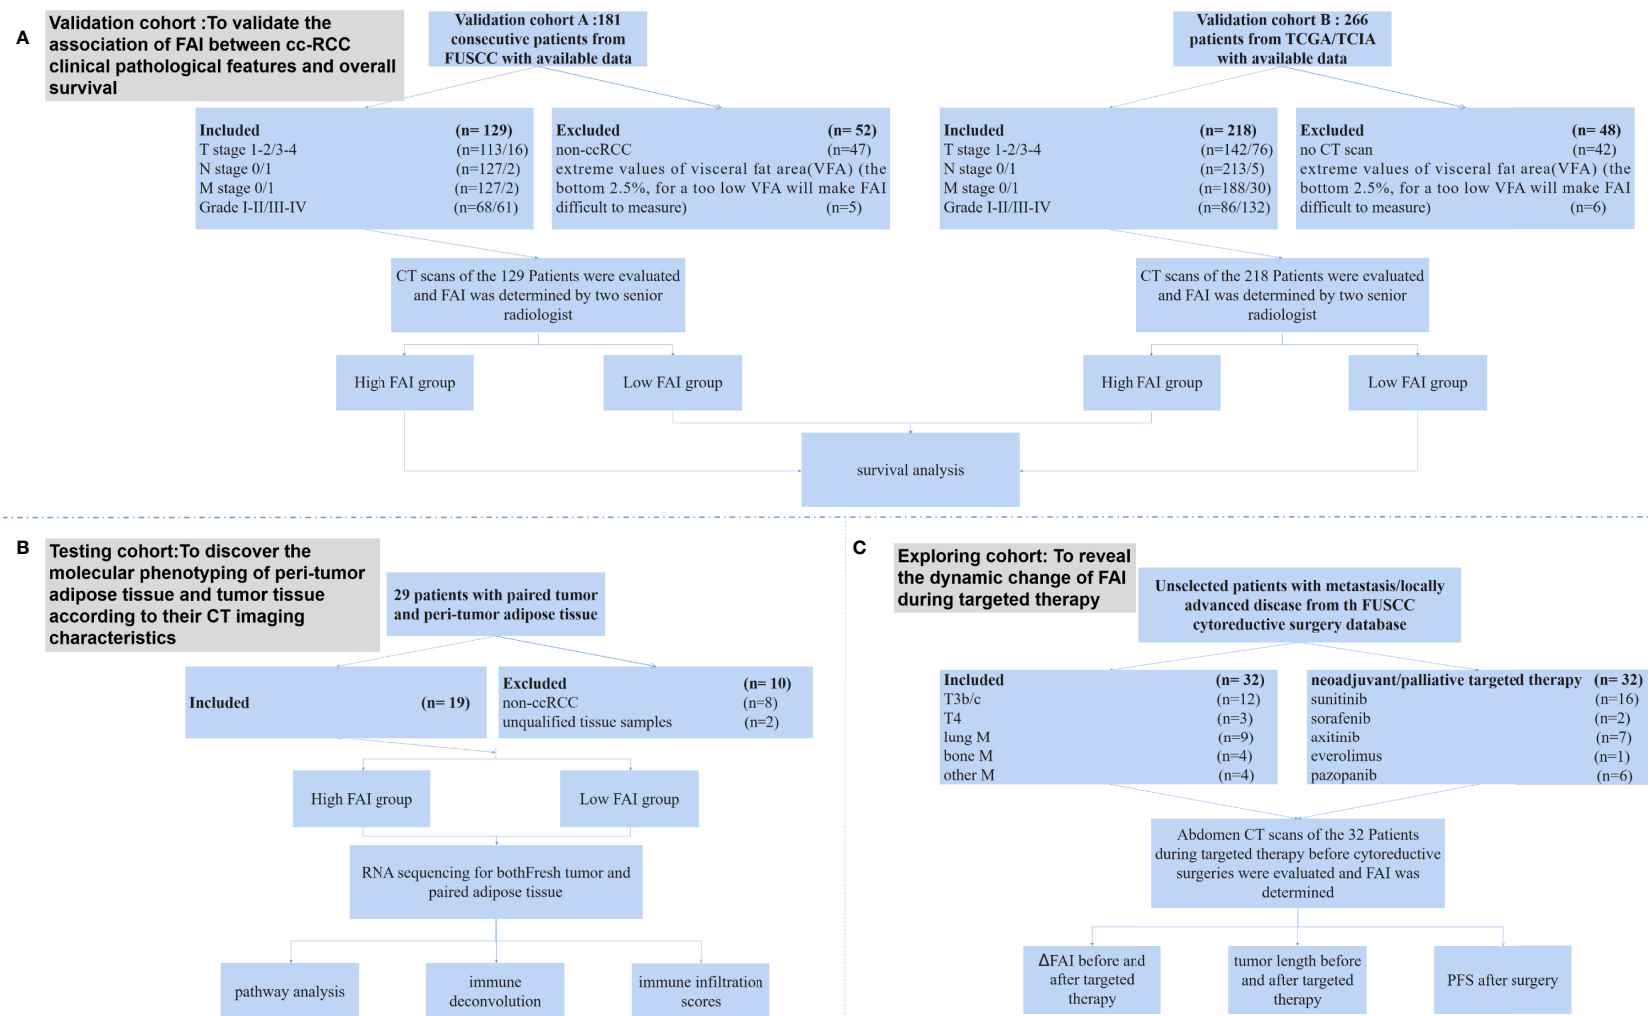 A
Validation cohort :To validate the
association of FAI between cc-RCC
clinical pathological features and overall
survival
Validation cohort A :181
consecutive patients from
FUSCC with available data
Included (n= 129)
T stage 1-2/3-4 (n=113/16)
N stage 0/1 (n=127/2)
M stage 0/1 (n=127/2)
Grade I-II/III-IV (n=68/61)
Excluded (n= 52)
non-ccRCC (n=47)
extreme values of visceral fat area(VFA) (the
bottom 2.5%, for a too low VFA will make FAI
difficult to measure) (n=5)
CT scans of the 129 Patients were evaluated
and FAI was determined by two senior
radiologist
High FAI group
Low FAI group
Validation cohort B : 266
patients from TCGA/TCIA
with available data
Included (n= 218)
T stage 1-2/3-4 (n=142/76)
N stage 0/1 (n=213/5)
M stage 0/1 (n=188/30)
Grade I-II/III-IV (n=86/132)
Excluded (n= 48)
no CT scan (n=42)
extreme values of visceral fat area(VFA) (the
bottom 2.5%, for a too low VFA will make FAI
difficult to measure) (n=6)
CT scans of the 218 Patients were evaluated
and FAI was determined by two senior
radiologist
High FAI group
Low FAI group
survival analysis
B
Testing cohort:To discover the
molecular phenotyping of peri-tumor
adipose tissue and tumor tissue
according to their CT imaging
characteristics
29 patients with paired tumor
and peri-tumor adipose tissue
Included (n= 19)
Excluded (n= 10)
non-ccRCC (n=8)
unqualified tissue samples (n=2)
High FAI group
Low FAI group
RNA sequencing for bothFresh tumor and
paired adipose tissue
pathway analysis
immune
deconvolution
immune infiltration
scores
C
Exploring cohort: To reveal
the dynamic change of FAI
during targeted therapy
Unselected patients with metastasis/locally
advanced disease from th FUSCC
cytoreductive surgery database
Included (n= 32)
T3b/c (n=12)
T4 (n=3)
lung M (n=9)
bone M (n=4)
other M (n=4)
neoadjuvant/palliative targeted therapy (n= 32)
sunitinib (n=16)
sorafenib (n=2)
axitinib (n=7)
everolimus (n=1)
pazopanib (n=6)
Abdomen CT scans of the 32 Patients
during targeted therapy before cytoreductive
surgeries were evaluated and FAI was
determined
ΔFAI before and
after targeted
therapy
tumor length before
and after targeted
therapy
PFS after surgery